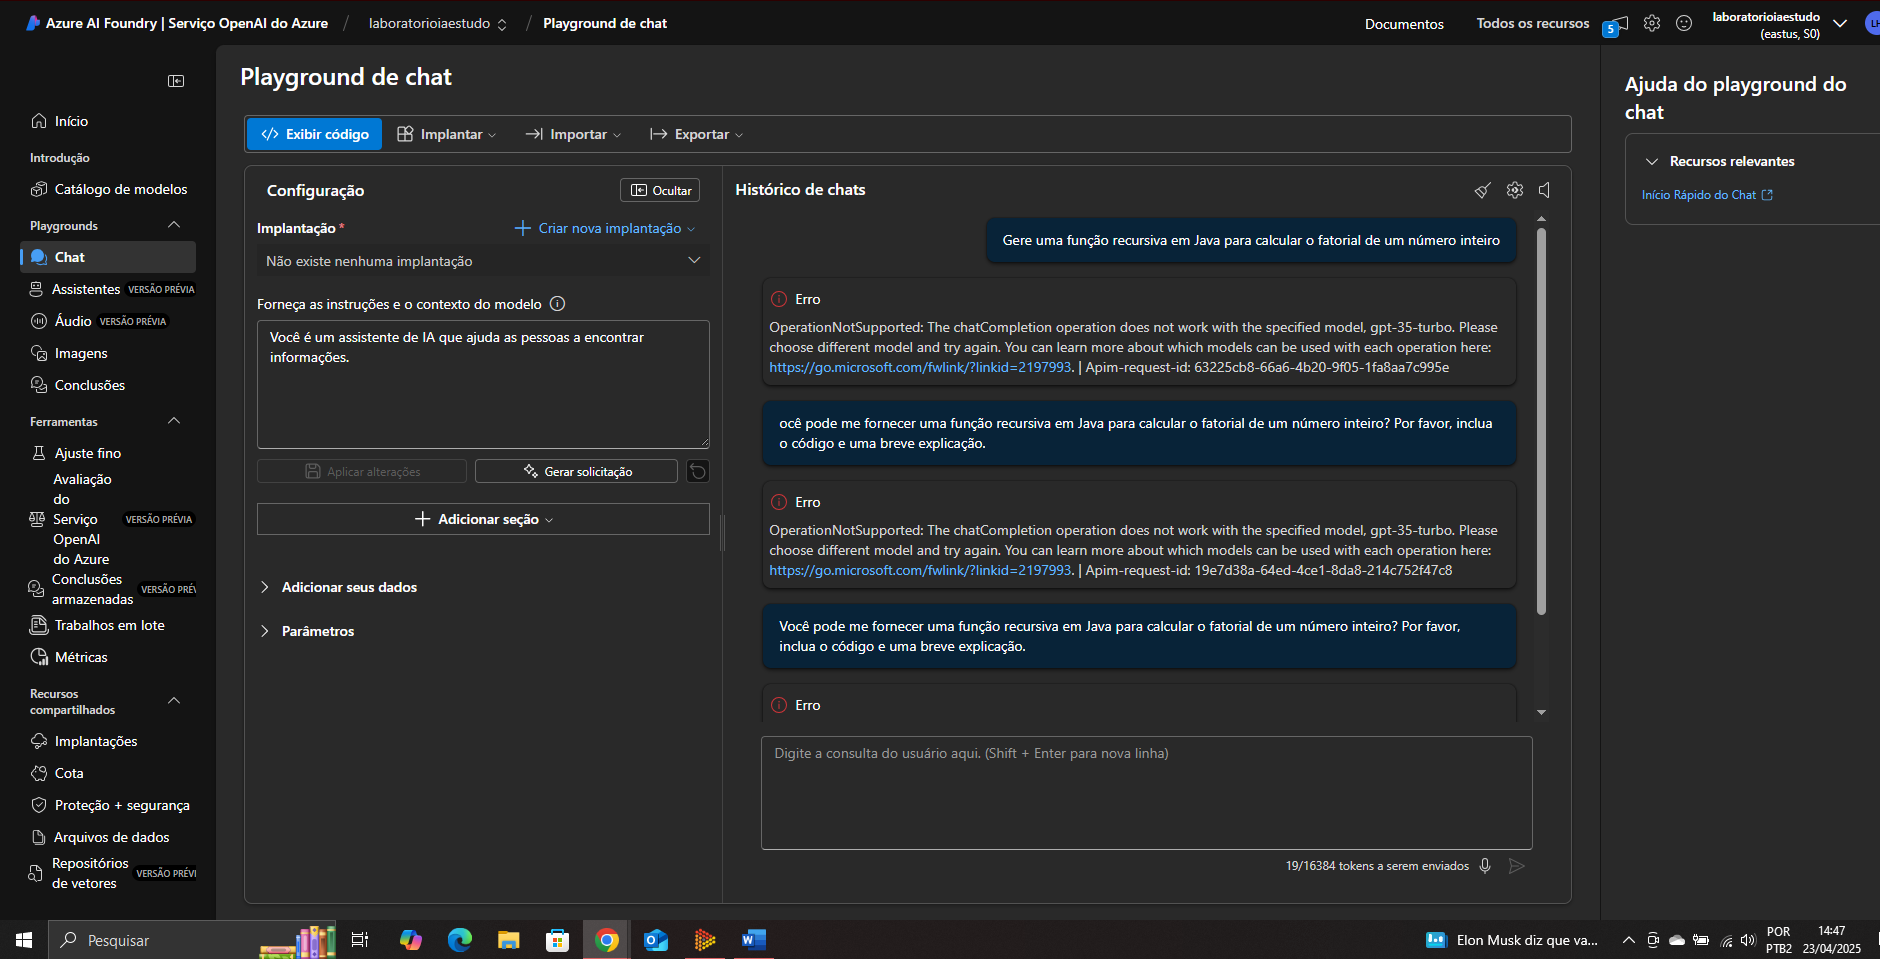 Azure AI Foundry | Serviço OpenAI do Azure / laboratorioiaestudo / Playground de chat
Documentos
Todos os recursos
5
laboratorioiaestudo
(eastus, S0)
Início
Introdução
Catálogo de modelos
Playgrounds
Chat
Assistentes VERSÃO PRÉVIA
Áudio VERSÃO PRÉVIA
Imagens
Conclusões
Ferramentas
Ajuste fino
Avaliação
do
Serviço VERSÃO PRÉVIA
OpenAI
do Azure
Conclusões
armazenadas VERSÃO PRÉV
Trabalhos em lote
Métricas
Recursos
compartilhados
Implantações
Cota
Proteção + segurança
Arquivos de dados
Repositórios
de vetores VERSÃO PRÉVI
Playground de chat
Exibir código
Implantar
Importar
Exportar
Configuração
Ocultar
Implantação *
Criar nova implantação
Não existe nenhuma implantação
Forneça as instruções e o contexto do modelo
Você é um assistente de IA que ajuda as pessoas a encontrar
informações.
Aplicar alterações
Gerar solicitação
Adicionar seção
Adicionar seus dados
Parâmetros
Histórico de chats
Gere uma função recursiva em Java para calcular o fatorial de um número inteiro
Erro
OperationNotSupported: The chatCompletion operation does not work with the specified model, gpt-35-turbo. Please
choose different model and try again. You can learn more about which models can be used with each operation here:
https://go.microsoft.com/fwlink/?linkid=2197993. | Apim-request-id: 63225cb8-66a6-4b20-9f05-1fa8aa7c995e
ocê pode me fornecer uma função recursiva em Java para calcular o fatorial de um número inteiro? Por favor, inclua
o código e uma breve explicação.
Erro
OperationNotSupported: The chatCompletion operation does not work with the specified model, gpt-35-turbo. Please
choose different model and try again. You can learn more about which models can be used with each operation here:
https://go.microsoft.com/fwlink/?linkid=2197993. | Apim-request-id: 19e7d38a-64ed-4ce1-8da8-214c752f47c8
Você pode me fornecer uma função recursiva em Java para calcular o fatorial de um número inteiro? Por favor,
inclua o código e uma breve explicação.
Erro
Digite a consulta do usuário aqui. (Shift + Enter para nova linha)
19/16384 tokens a serem enviados
Ajuda do playground do
chat
Recursos relevantes
Início Rápido do Chat
Pesquisar
Elon Musk diz que va...
POR
PTB2
14:47
23/04/2025